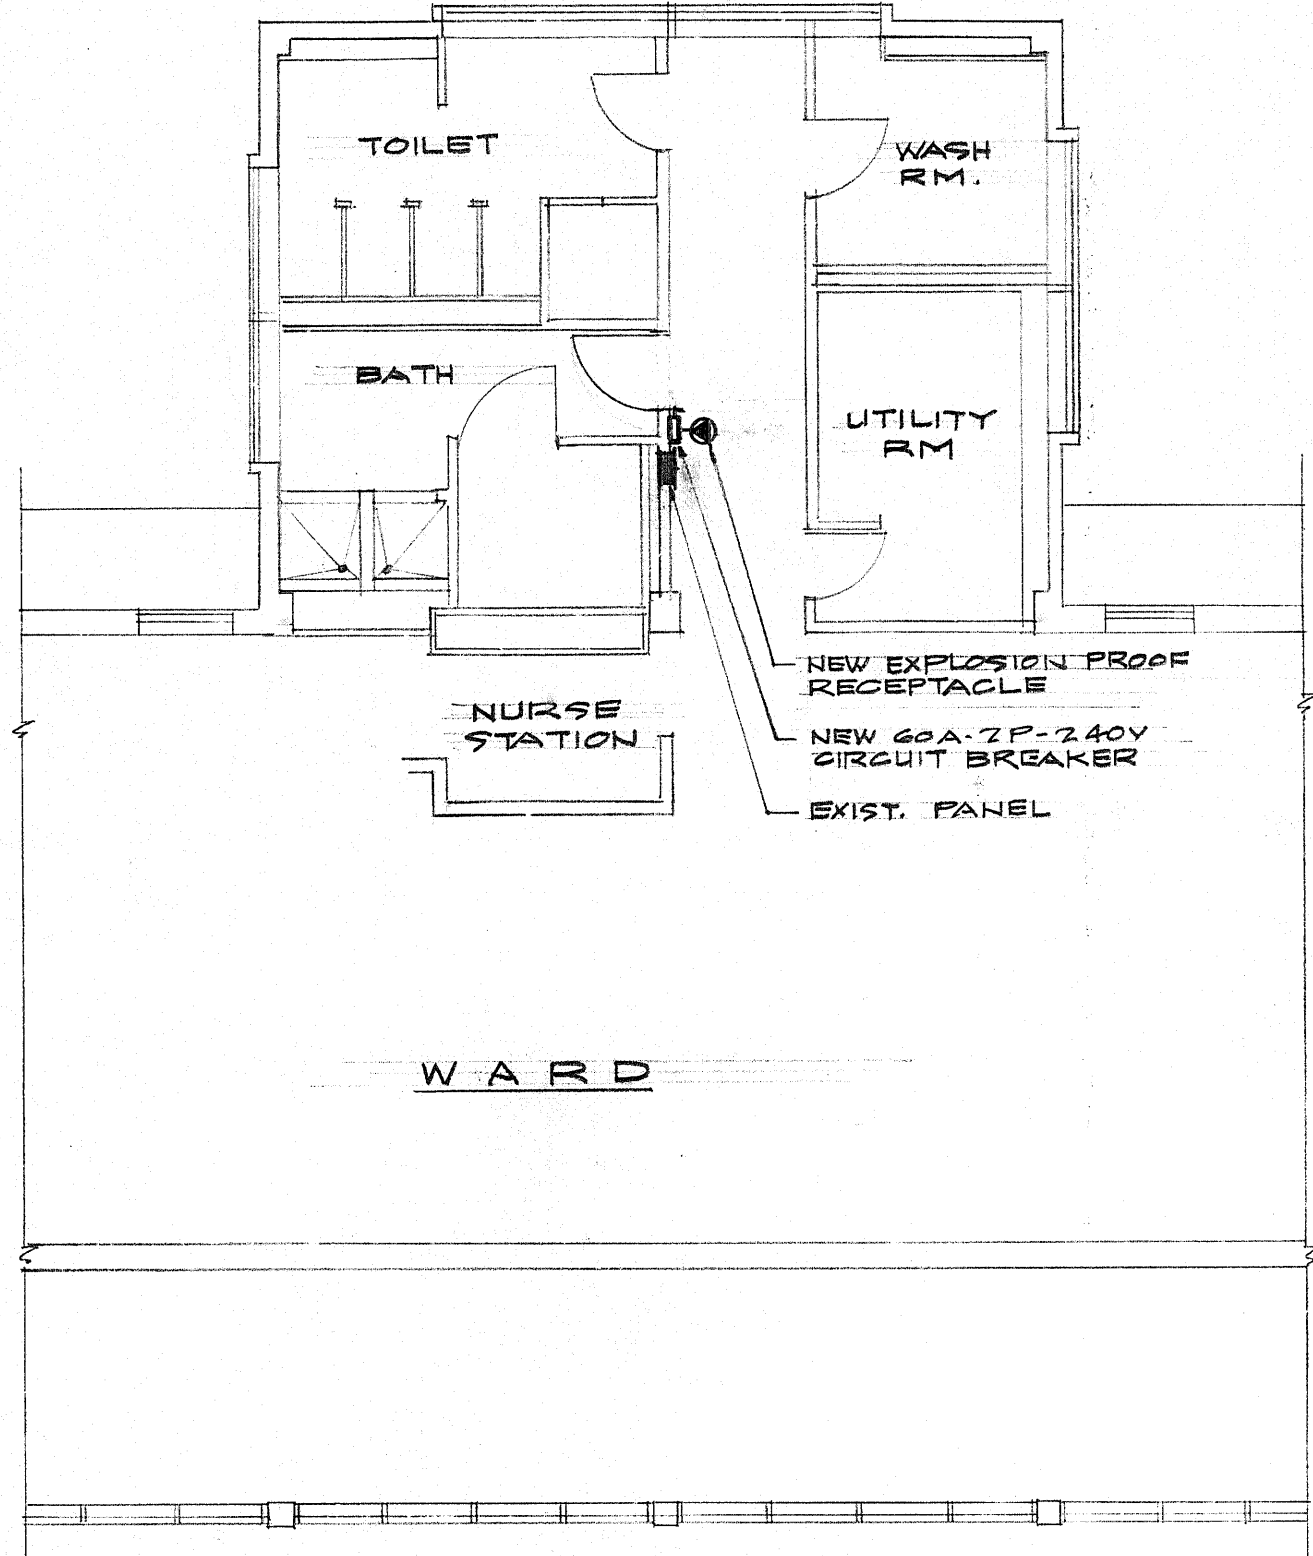 TOILET
WASH
RM.
BATH
UTILITY
RM
NEW EXPLOSION PROOF
RECEPTACLE
NURSE
STATION
NEW 60A-2P-240V
CIRCUIT BREAKER
EXIST. PANEL
WARD